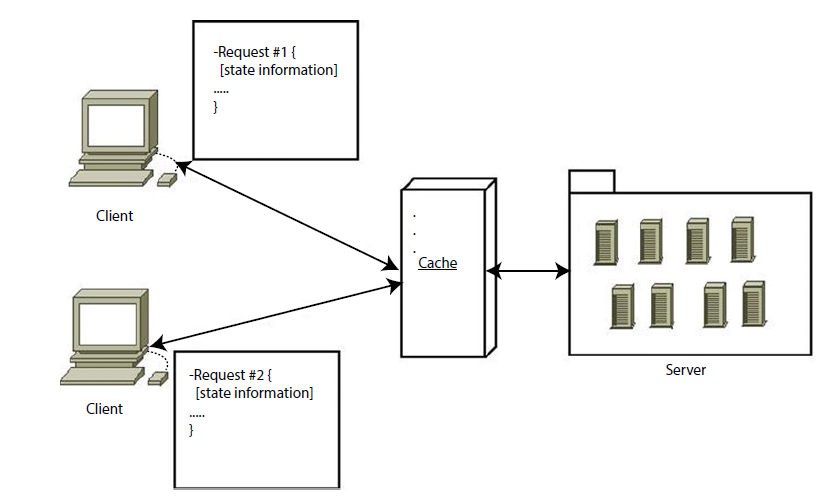 -Request #1 {
[state information]
.....
}
Client
.
.
.
Cache
Server
-Request #2 {
[state information]
.....
}
Client